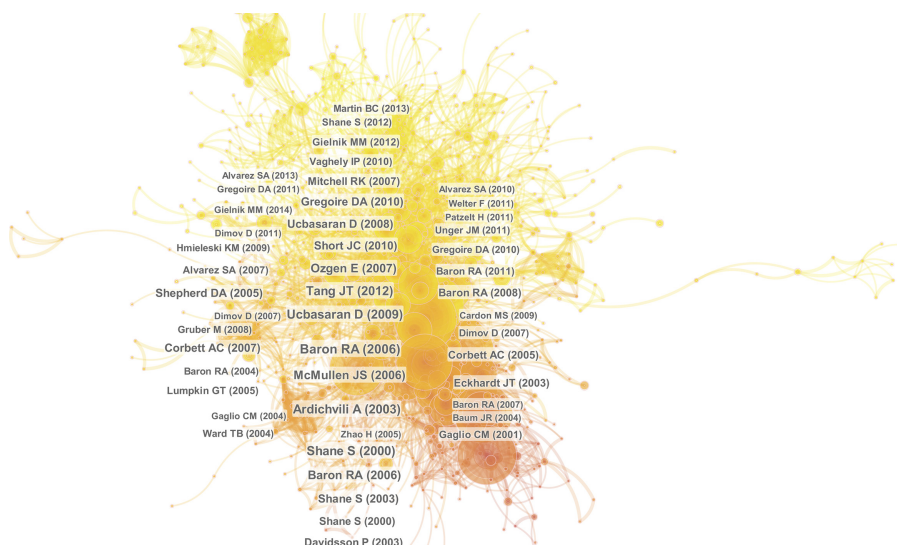 Martin BC (2013)
Shane S (2012)
Gielnik MM (2012)
Vaghely IP (2010)
Alvarez SA (2013)
Mitchell RK (2007)
Gregoire DA (2011)
Alvarez SA (2010)
Gregoire DA (2010)
Welter F (2011)
Gielnik MM (2014)
Patzelt H (2011)
Ucbasaran D (2008)
Unger JM (2011)
Dimov D (2011)
Hmieleski KM (2009)
Short JC (2010)
Gregoire DA (2010)
Alvarez SA (2007)
Ozgen E (2007)
Baron RA (2011)
Shepherd DA (2005)
Tang JT (2012)
Baron RA (2008)
Dimov D (2007)
Ucbasaran D (2009)
Cardon MS (2009)
Gruber M (2008)
Dimov D (2007)
Corbett AC (2007)
Baron RA (2006)
Corbett AC (2005)
Baron RA (2004)
McMullen JS (2006)
Eckhardt JT (2003)
Lumpkin GT (2005)
Baron RA (2007)
Gaglio CM (2004)
Ardichvili A (2003)
Baum JR (2004)
Ward TB (2004)
Zhao H (2005)
Gaglio CM (2001)
Shane S (2000)
Baron RA (2006)
Shane S (2003)
Shane S (2000)
Davidsson P (2003)